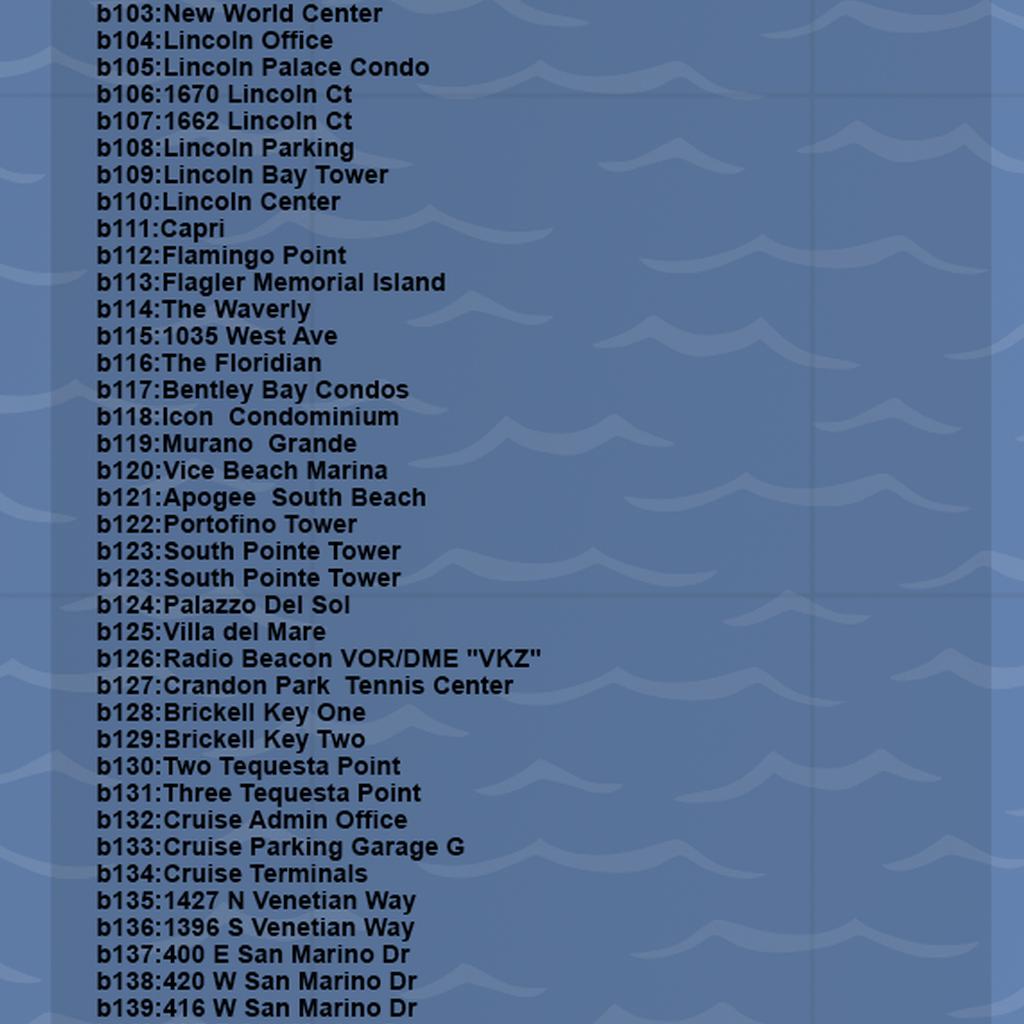 b103:New World Center
b104:Lincoln Office
b105:Lincoln Palace Condo
b106:1670 Lincoln Ct
b107:1662 Lincoln Ct
b108:Lincoln Parking
b109:Lincoln Bay Tower
b110:Lincoln Center
b111:Capri
b112:Flamingo Point
b113:Flagler Memorial Island
b114:The Waverly
b115:1035 West Ave
b116:The Floridian
b117:Bentley Bay Condos
b118:Icon  Condominium
b119:Murano  Grande
b120:Vice Beach Marina
b121:Apogee  South Beach
b122:Portofino Tower
b123:South Pointe Tower
b123:South Pointe Tower
b124:Palazzo Del Sol
b125:Villa del Mare
b126:Radio Beacon VOR/DME "VKZ"
b127:Crandon Park  Tennis Center
b128:Brickell Key One
b129:Brickell Key Two
b130:Two Tequesta Point
b131:Three Tequesta Point
b132:Cruise Admin Office
b133:Cruise Parking Garage G
b134:Cruise Terminals
b135:1427 N Venetian Way
b136:1396 S Venetian Way
b137:400 E San Marino Dr
b138:420 W San Marino Dr
b139:416 W San Marino Dr